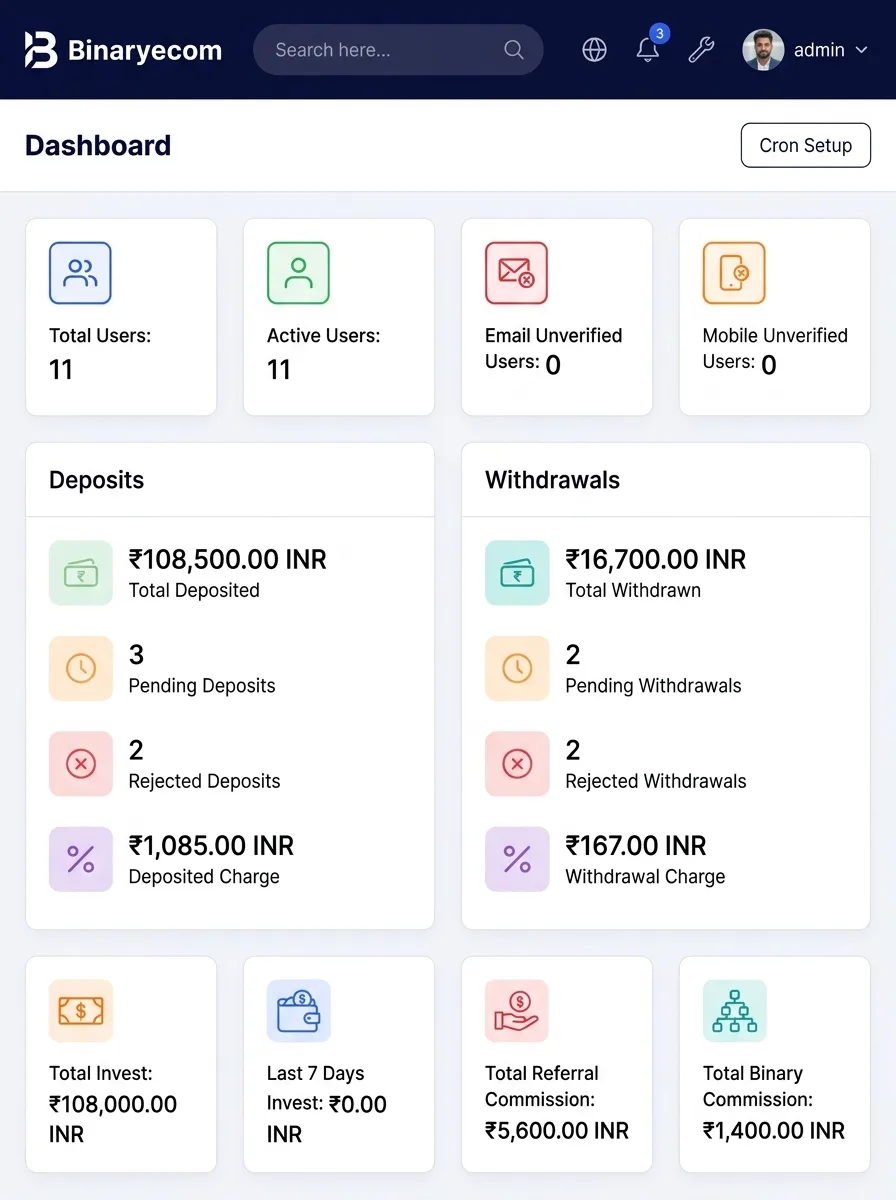 Binaryecom
Search here...
3
admin
Dashboard
Cron Setup
Total Users:
11
Active Users:
11
Email Unverified
Users: 0
Mobile Unverified
Users: 0
Deposits
₹108,500.00 INR
Total Deposited
3
Pending Deposits
2
Rejected Deposits
₹1,085.00 INR
Deposited Charge
Withdrawals
₹16,700.00 INR
Total Withdrawn
2
Pending Withdrawals
2
Rejected Withdrawals
₹167.00 INR
Withdrawal Charge
Total Invest:
₹108,000.00
INR
Last 7 Days
Invest: ₹0.00
INR
Total Referral
Commission:
₹5,600.00 INR
Total Binary
Commission:
₹1,400.00 INR